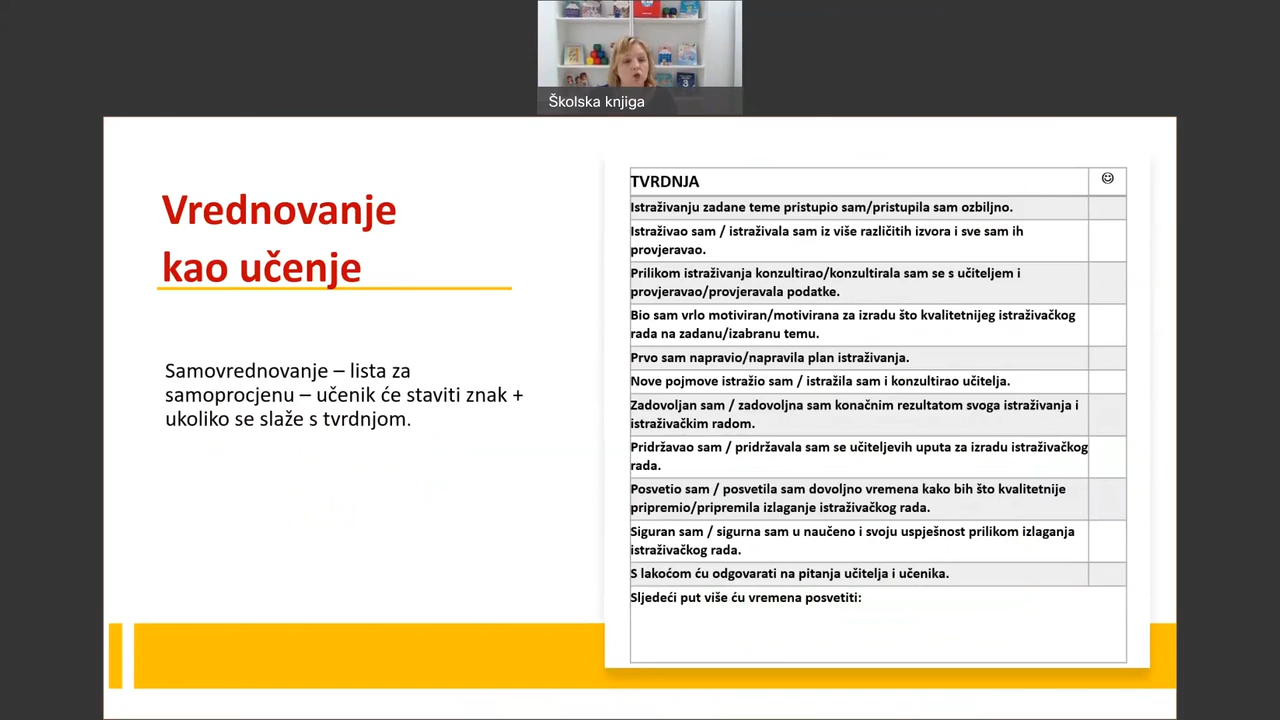 Školska knjiga
Vrednovanje
kao učenje
Samovrednovanje – lista za
samoprocjenu – učenik će staviti znak +
ukoliko se slaže s tvrdnjom.
TVRDNJA ☺
Istraživanju zadane teme pristupio sam/pristupila sam ozbiljno.
Istraživao sam / istraživala sam iz više različitih izvora i sve sam ih
provjeravao.
Prilikom istraživanja konzultirao/konzultirala sam se s učiteljem i
provjeravao/provjeravala podatke.
Bio sam vrlo motiviran/motivirana za izradu što kvalitetnijeg istraživačkog
rada na zadanu/izabranu temu.
Prvo sam napravio/napravila plan istraživanja.
Nove pojmove istražio sam / istražila sam i konzultirao učitelja.
Zadovoljan sam / zadovoljna sam konačnim rezultatom svoga istraživanja i
istraživačkim radom.
Pridržavao sam / pridržavala sam se učiteljevih uputa za izradu istraživačkog
rada.
Posvetio sam / posvetila sam dovoljno vremena kako bih što kvalitetnije
pripremio/pripremila izlaganje istraživačkog rada.
Siguran sam / sigurna sam u naučeno i svoju uspješnost prilikom izlaganja
istraživačkog rada.
S lakoćom ću odgovarati na pitanja učitelja i učenika.
Sljedeći put više ću vremena posvetiti: